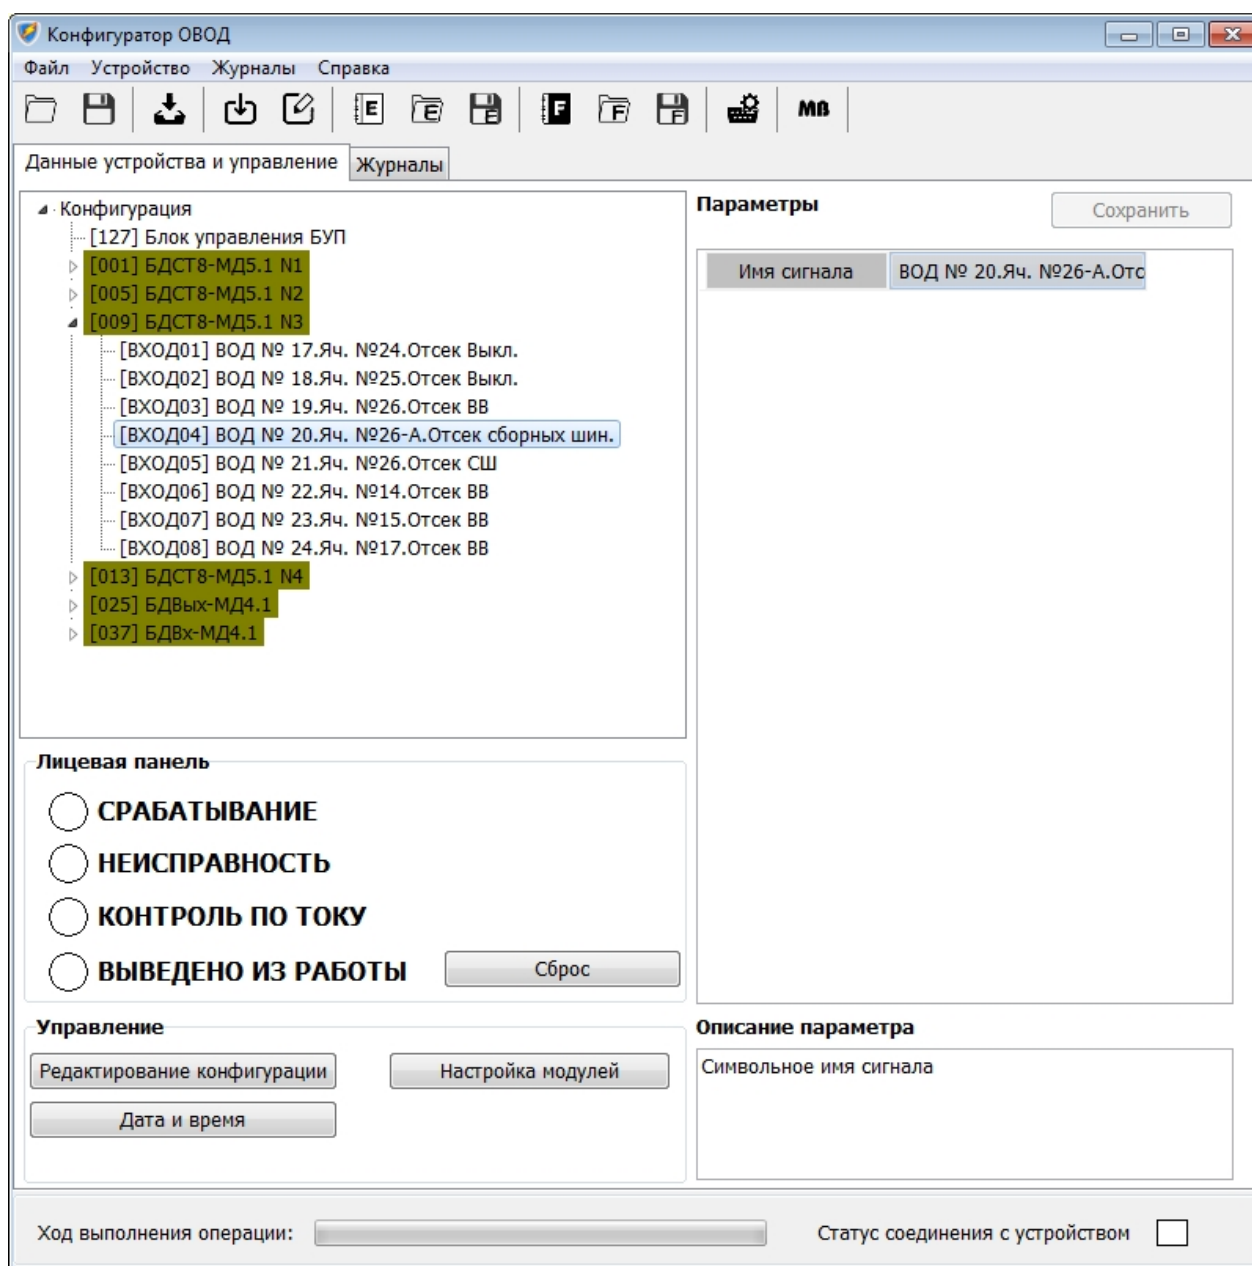 Конфигуратор ОВОД
Файл Устройство Журналы Справка
E E E F F F MB
Данные устройства и управление Журналы
Конфигурация
[127] Блок управления БУП
[001] БДСТ8-МД5.1 N1
[005] БДСТ8-МД5.1 N2
[009] БДСТ8-МД5.1 N3
[ВХОД01] ВОД № 17.Яч. №24.Отсек Выкл.
[ВХОД02] ВОД № 18.Яч. №25.Отсек Выкл.
[ВХОД03] ВОД № 19.Яч. №26.Отсек ВВ
[ВХОД04] ВОД № 20.Яч. №26-А.Отсек сборных шин.
[ВХОД05] ВОД № 21.Яч. №26.Отсек СШ
[ВХОД06] ВОД № 22.Яч. №14.Отсек ВВ
[ВХОД07] ВОД № 23.Яч. №15.Отсек ВВ
[ВХОД08] ВОД № 24.Яч. №17.Отсек ВВ
[013] БДСТ8-МД5.1 N4
[025] БДВых-МД4.1
[037] БДВх-МД4.1
Параметры
Сохранить
Имя сигнала ВОД № 20.Яч. №26-А.Отс
Лицевая панель
СРАБАТЫВАНИЕ
НЕИСПРАВНОСТЬ
КОНТРОЛЬ ПО ТОКУ
ВЫВЕДЕНО ИЗ РАБОТЫ
Сброс
Управление
Редактирование конфигурации
Настройка модулей
Дата и время
Описание параметра
Символьное имя сигнала
Ход выполнения операции:
Статус соединения с устройством